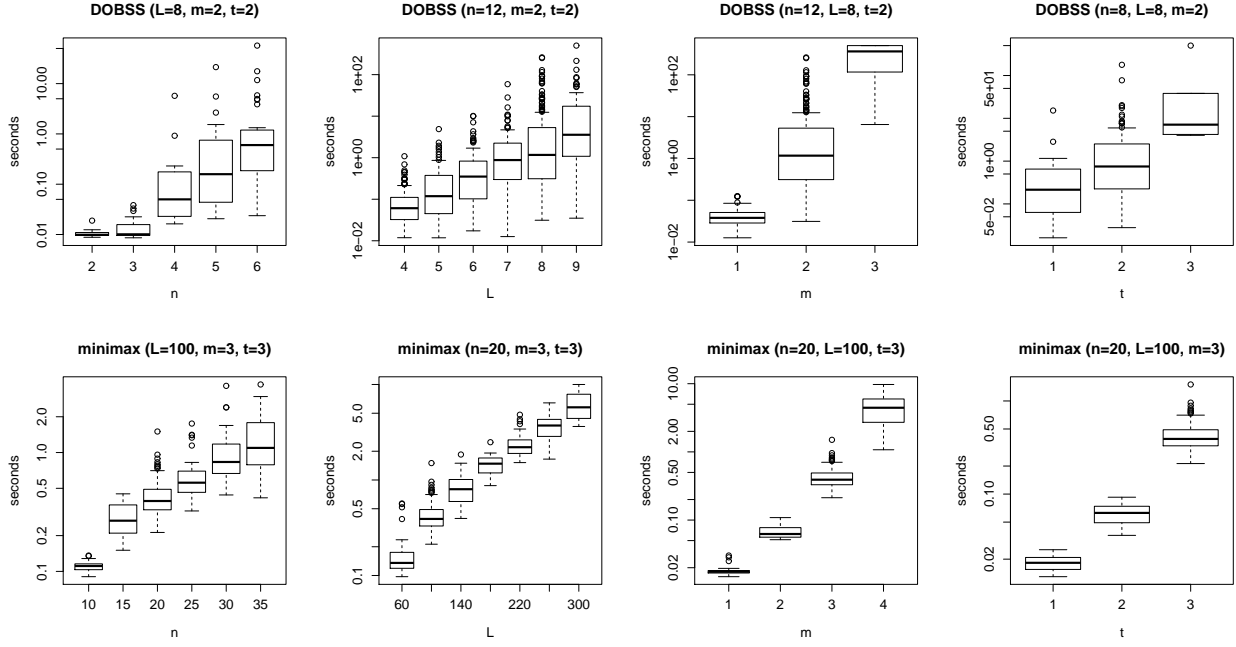 DOBSS (L=8, m=2, t=2)
seconds
0.01 0.10 1.00 10.00
2 3 4 5 6
n
DOBSS (n=12, m=2, t=2)
seconds
1e−02 1e+00 1e+02
4 5 6 7 8 9
L
DOBSS (n=12, L=8, t=2)
seconds
1e−02 1e+00 1e+02
1 2 3
m
DOBSS (n=8, L=8, m=2)
seconds
5e−02 1e+00 5e+01
1 2 3
t
minimax (L=100, m=3, t=3)
seconds
0.1 0.2 0.5 1.0 2.0
10 15 20 25 30 35
n
minimax (n=20, m=3, t=3)
seconds
0.1 0.5 2.0 5.0
60 140 220 300
L
minimax (n=20, L=100, t=3)
seconds
0.02 0.10 0.50 2.00 10.00
1 2 3 4
m
minimax (n=20, L=100, m=3)
seconds
0.02 0.10 0.50
1 2 3
t